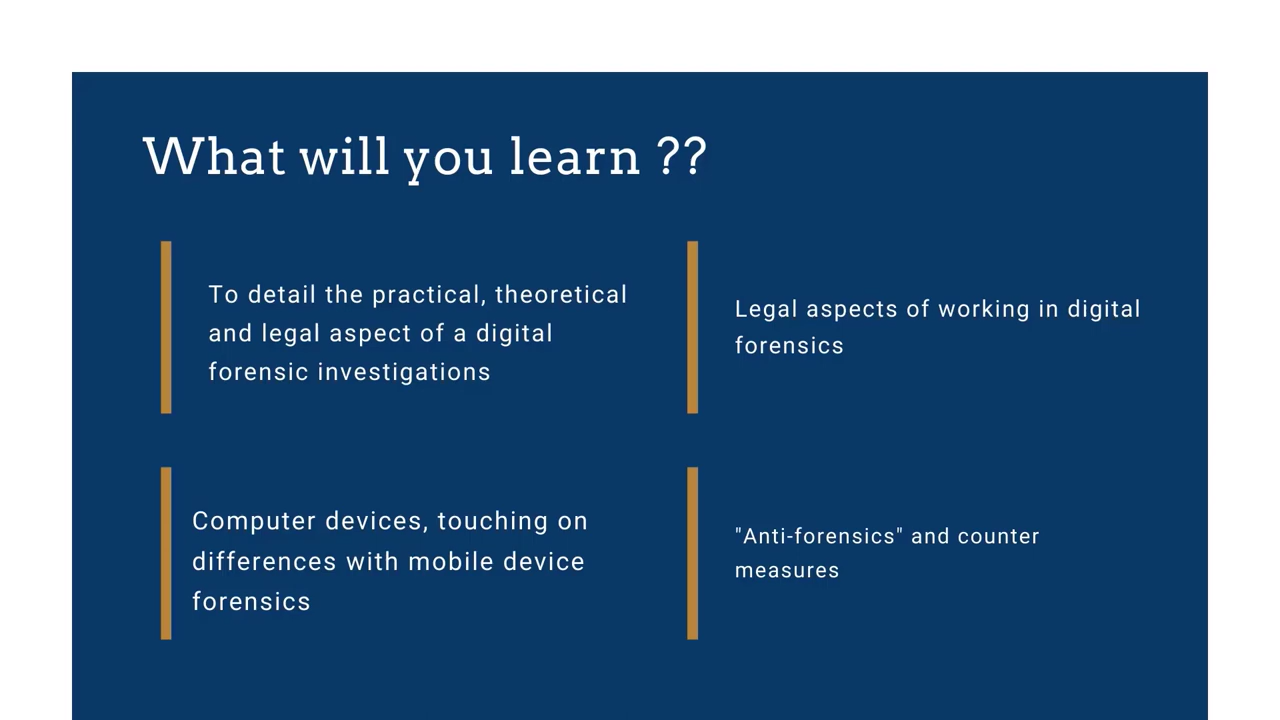 What will you learn ??
To detail the practical, theoretical
and legal aspect of a digital
forensic investigations
Legal aspects of working in digital
forensics
Computer devices, touching on
differences with mobile device
forensics
"Anti-forensics" and counter
measures